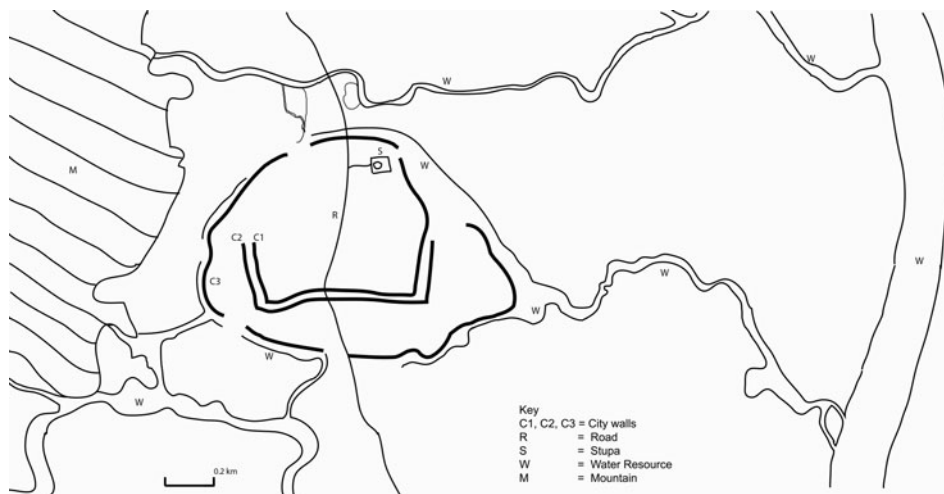 W
W
S
W
M
R
C2 C1
C3
W
W
W
W
W
Key
C1, C2, C3 = City walls
R = Road
S = Stupa
W = Water Resource
M = Mountain
0.2 km